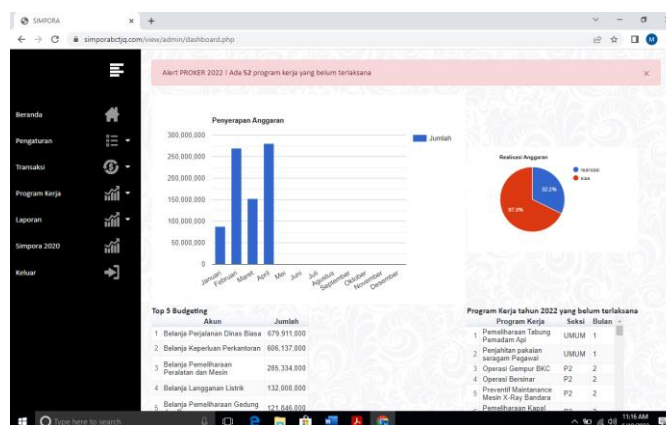 SIMPORA
simporabctjq.com/view/admin/dashboard.php
Alert PROKER 2022 ! Ada 52 program kerja yang belum terlaksana
Beranda
Pengaturan
Transaksi
Program Kerja
Laporan
Simpora 2020
Keluar
Penyerapan Anggaran
Jumlah
300,000,000
250,000,000
200,000,000
150,000,000
100,000,000
50,000,000
0
Januari
Februari
Maret
April
Mei
Juni
Juli
Agustus
September
Oktober
November
Desember
Realisasi Anggaran
realisasi
sisa
32.2%
67.8%
Top 5 Budgeting
Akun Jumlah
1 Belanja Perjalanan Dinas Biasa 679,911,000
2 Belanja Keperluan Perkantoran 606,137,000
3 Belanja Pemeliharaan Peralatan dan Mesin 285,334,000
4 Belanja Langganan Listrik 132,000,000
5 Belanja Pemeliharaan Gedung 121,846,000
Program Kerja tahun 2022 yang belum terlaksana
Program Kerja Seksi Bulan
1 Pemeliharaan Tabung Pemadam Api UMUM 1
2 Penjahitan pakaian seragam Pegawai UMUM 1
3 Operasi Gempur BKC P2 2
4 Operasi Bersinar P2 2
5 Preventif Maintanance Mesin X-Ray Bandara P2 2
Pemeliharaan Kapal
Type here to search
11:16 AM